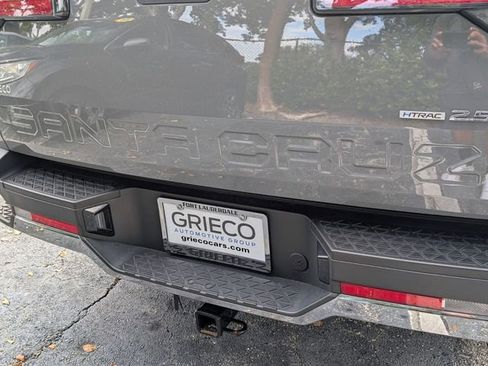 HTRAC 2.5
SANTA CRUZ
FORT LAUDERDALE
GRIECO
AUTOMOTIVE GROUP
griecocars.com
GRIECO